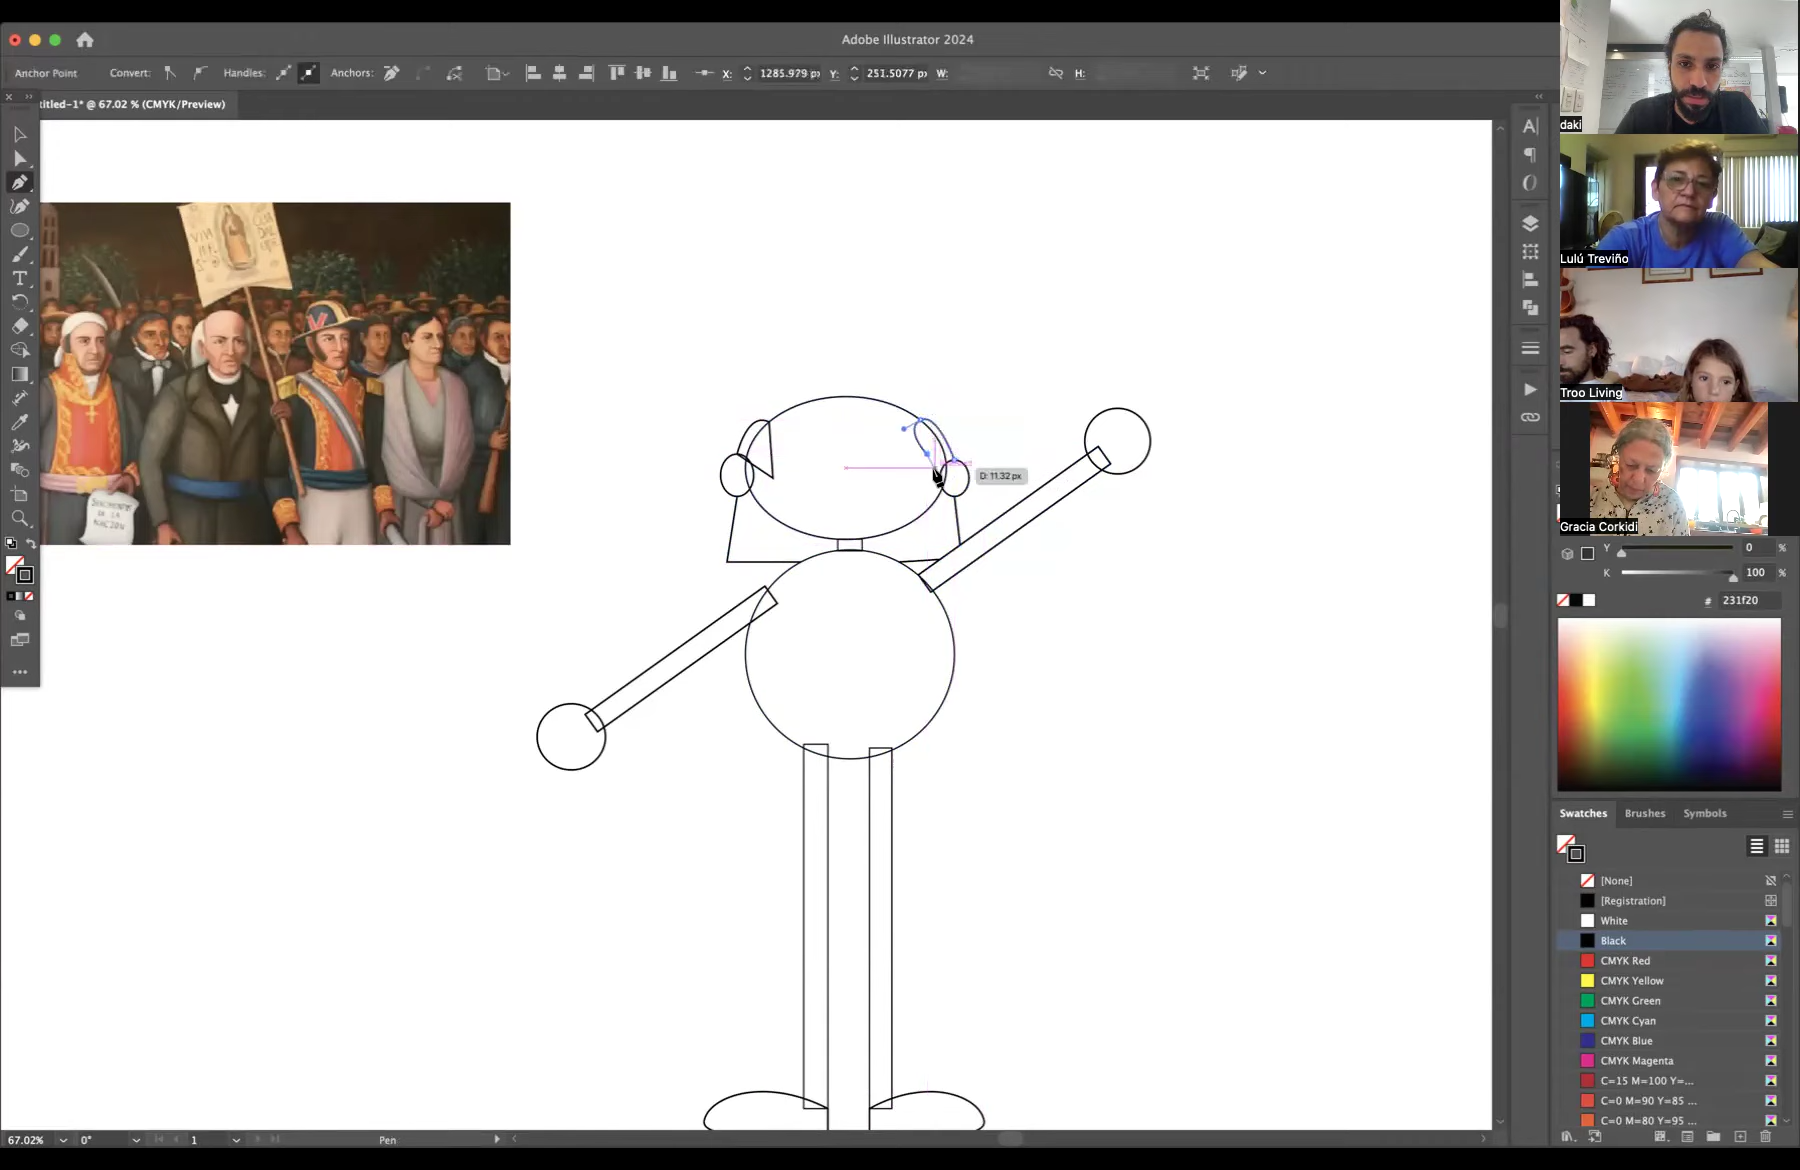 Adobe Illustrator 2024
Anchor Point
Convert:
Handles:
Anchors:
X:
1285.979 px
Y:
251.5077 px
W:
H:
titled-1* @ 67.02 % (CMYK/Preview)
daki
Lulú Treviño
Troo Living
Gracia Corkidi
VIVA
D: 11.32 px
Y
0
%
K
100
%
#
231f20
Swatches
Brushes
Symbols
[None]
[Registration]
White
Black
CMYK Red
CMYK Yellow
CMYK Green
CMYK Cyan
CMYK Blue
CMYK Magenta
C=15 M=100 Y=...
C=0 M=90 Y=85 ...
C=0 M=80 Y=95 ...
67.02%
0°
1
Pen